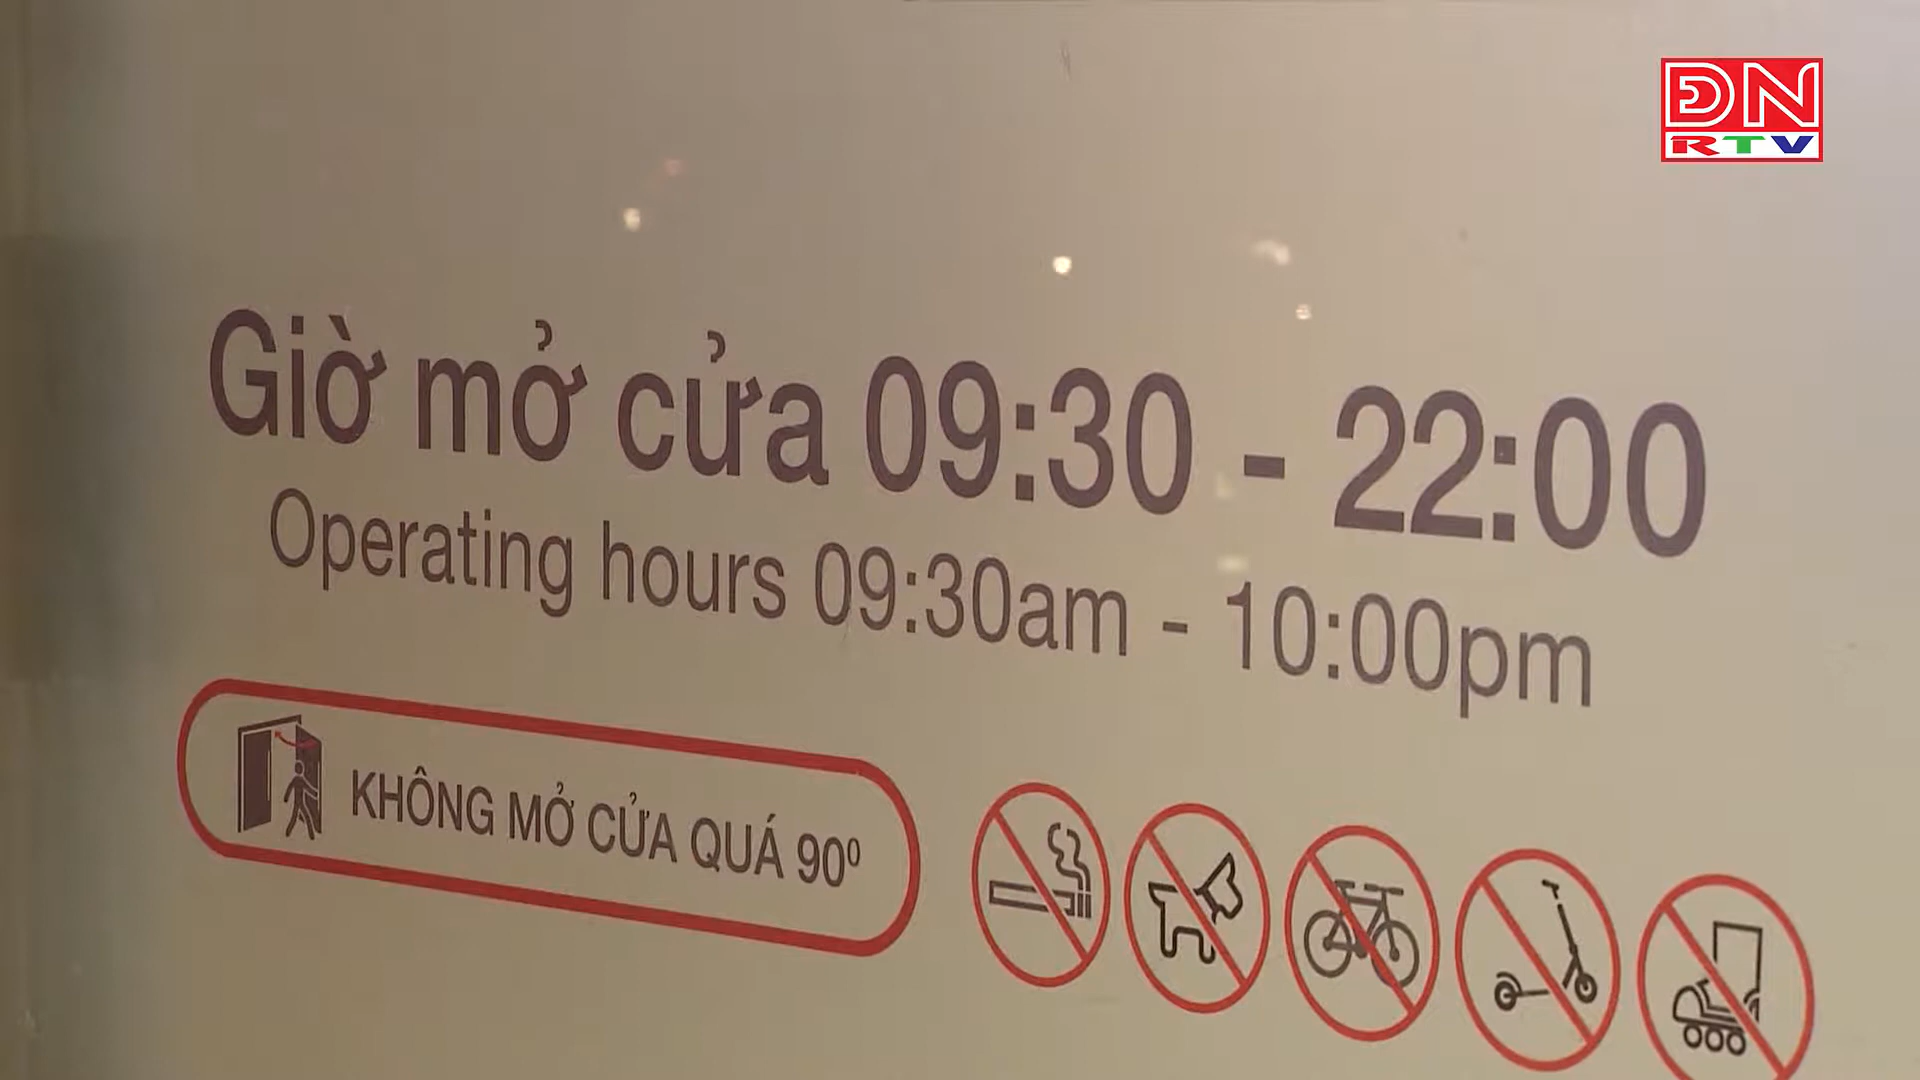 ĐN
RTV
Giờ mở cửa 09:30 - 22:00
Operating hours 09:30am - 10:00pm
KHÔNG MỞ CỬA QUÁ 90⁰